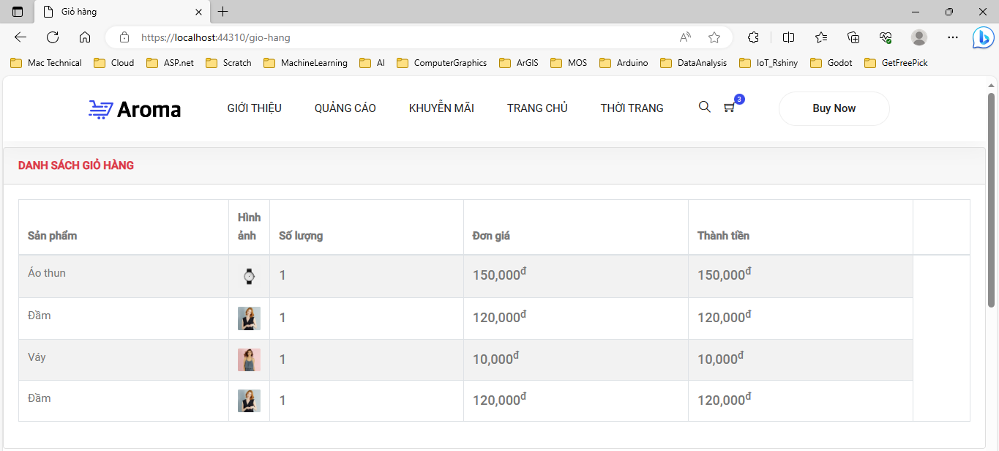 Giỏ hàng
https://localhost:44310/gio-hang
Mac Technical Cloud ASP.net Scratch MachineLearning AI ComputerGraphics ArGIS MOS Arduino DataAnalysis IoT_Rshiny Godot GetFreePick
Aroma GIỚI THIỆU QUẢNG CÁO KHUYỄN MÃI TRANG CHỦ THỜI TRANG 3 Buy Now
DANH SÁCH GIỎ HÀNG
Sản phẩm Hình ảnh Số lượng Đơn giá Thành tiền
Áo thun 1 150,000đ 150,000đ
Đầm 1 120,000đ 120,000đ
Váy 1 10,000đ 10,000đ
Đầm 1 120,000đ 120,000đ